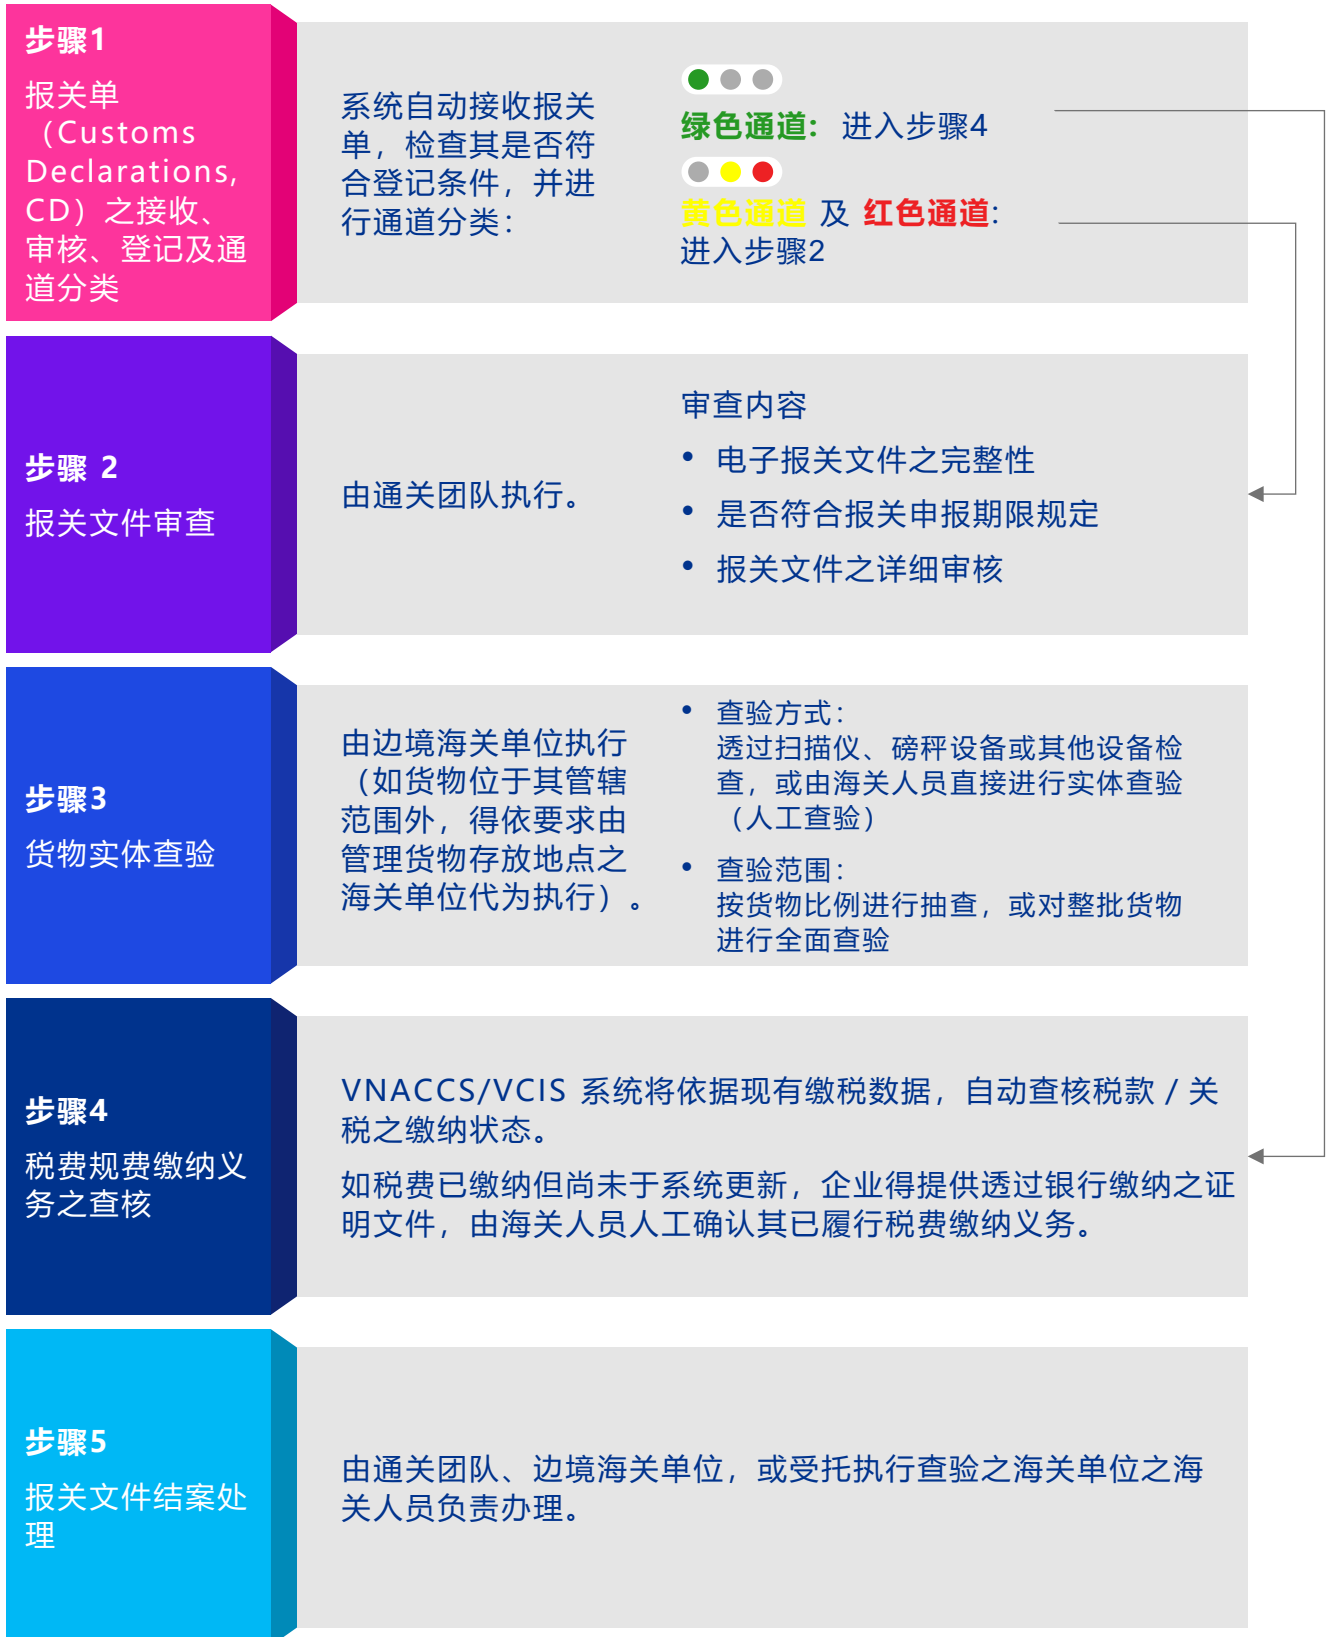 步骤1
报关单
（Customs
Declarations,
CD）之接收、
审核、登记及通
道分类
系统自动接收报关
单，检查其是否符
合登记条件，并进
行通道分类：
绿色通道: 进入步骤4
黄色通道 及 红色通道:
进入步骤2
步骤 2
报关文件审查
由通关团队执行。
审查内容
• 电子报关文件之完整性
• 是否符合报关申报期限规定
• 报关文件之详细审核
步骤3
货物实体查验
由边境海关单位执行
（如货物位于其管辖
范围外，得依要求由
管理货物存放地点之
海关单位代为执行）。
• 查验方式：
透过扫描仪、磅秤设备或其他设备检
查，或由海关人员直接进行实体查验
（人工查验）
• 查验范围：
按货物比例进行抽查，或对整批货物
进行全面查验
步骤4
税费规费缴纳义
务之查核
VNACCS/VCIS 系统将依据现有缴税数据，自动查核税款 / 关
税之缴纳状态。
如税费已缴纳但尚未于系统更新，企业得提供透过银行缴纳之证
明文件，由海关人员人工确认其已履行税费缴纳义务。
步骤5
报关文件结案处
理
由通关团队、边境海关单位，或受托执行查验之海关单位之海
关人员负责办理。